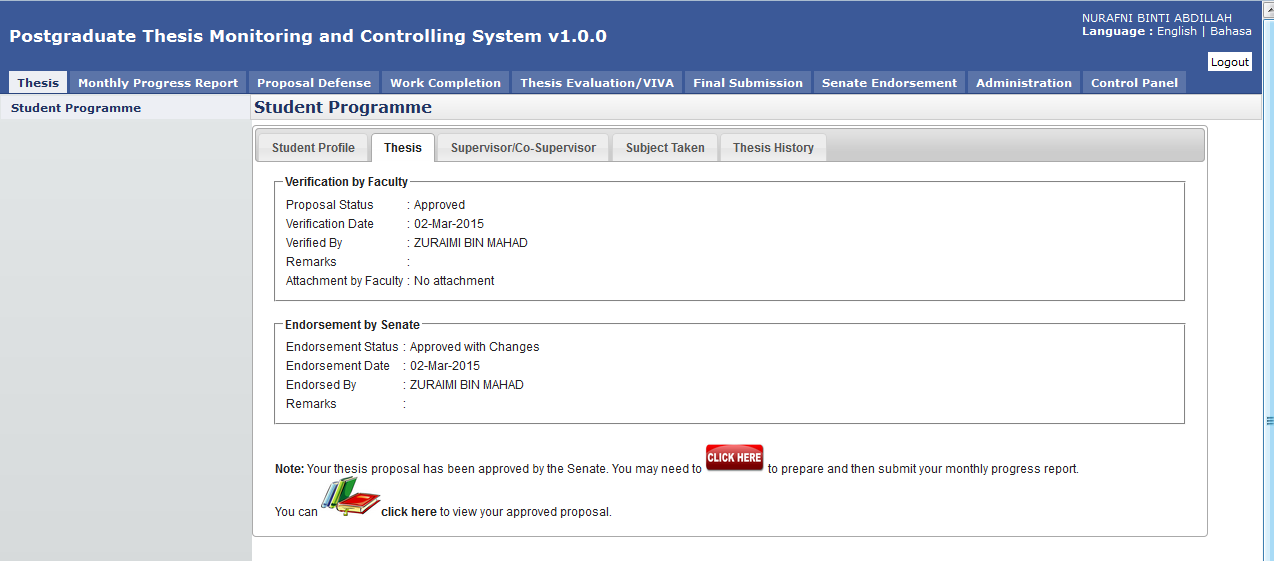 NURAFNI BINTI ABDILLAH
Postgraduate Thesis Monitoring and Controlling System v1.0.0
Language : English | Bahasa
Logout
Thesis Monthly Progress Report Proposal Defense Work Completion Thesis Evaluation/VIVA Final Submission Senate Endorsement Administration Control Panel
Student Programme
Student Programme
Student Profile Thesis Supervisor/Co-Supervisor Subject Taken Thesis History
Verification by Faculty
Proposal Status : Approved
Verification Date : 02-Mar-2015
Verified By : ZURAIMI BIN MAHAD
Remarks :
Attachment by Faculty : No attachment
Endorsement by Senate
Endorsement Status : Approved with Changes
Endorsement Date : 02-Mar-2015
Endorsed By : ZURAIMI BIN MAHAD
Remarks :
Note: Your thesis proposal has been approved by the Senate. You may need to CLICK HERE to prepare and then submit your monthly progress report.
You can click here to view your approved proposal.